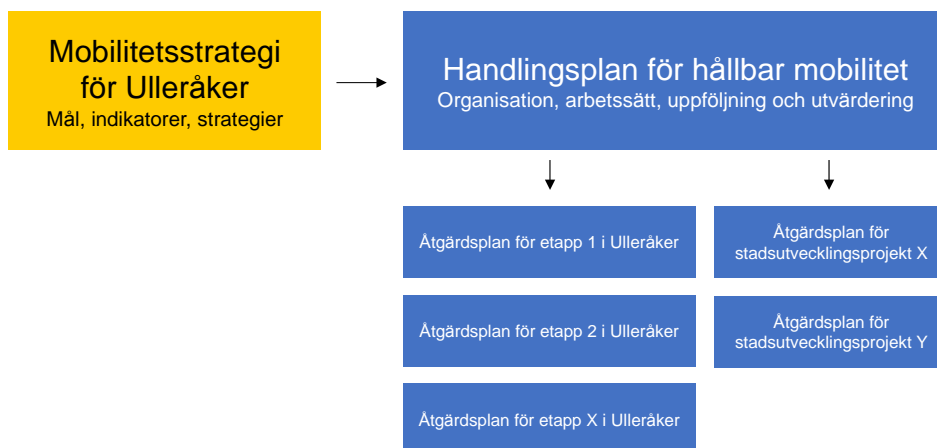 Mobilitetsstrategi
för Ulleråker
Mål, indikatorer, strategier
Handlingsplan för hållbar mobilitet
Organisation, arbetssätt, uppföljning och utvärdering
Åtgärdsplan för etapp 1 i Ulleråker
Åtgärdsplan för
stadsutvecklingsprojekt X
Åtgärdsplan för etapp 2 i Ulleråker
Åtgärdsplan för
stadsutvecklingsprojekt Y
Åtgärdsplan för etapp X i Ulleråker